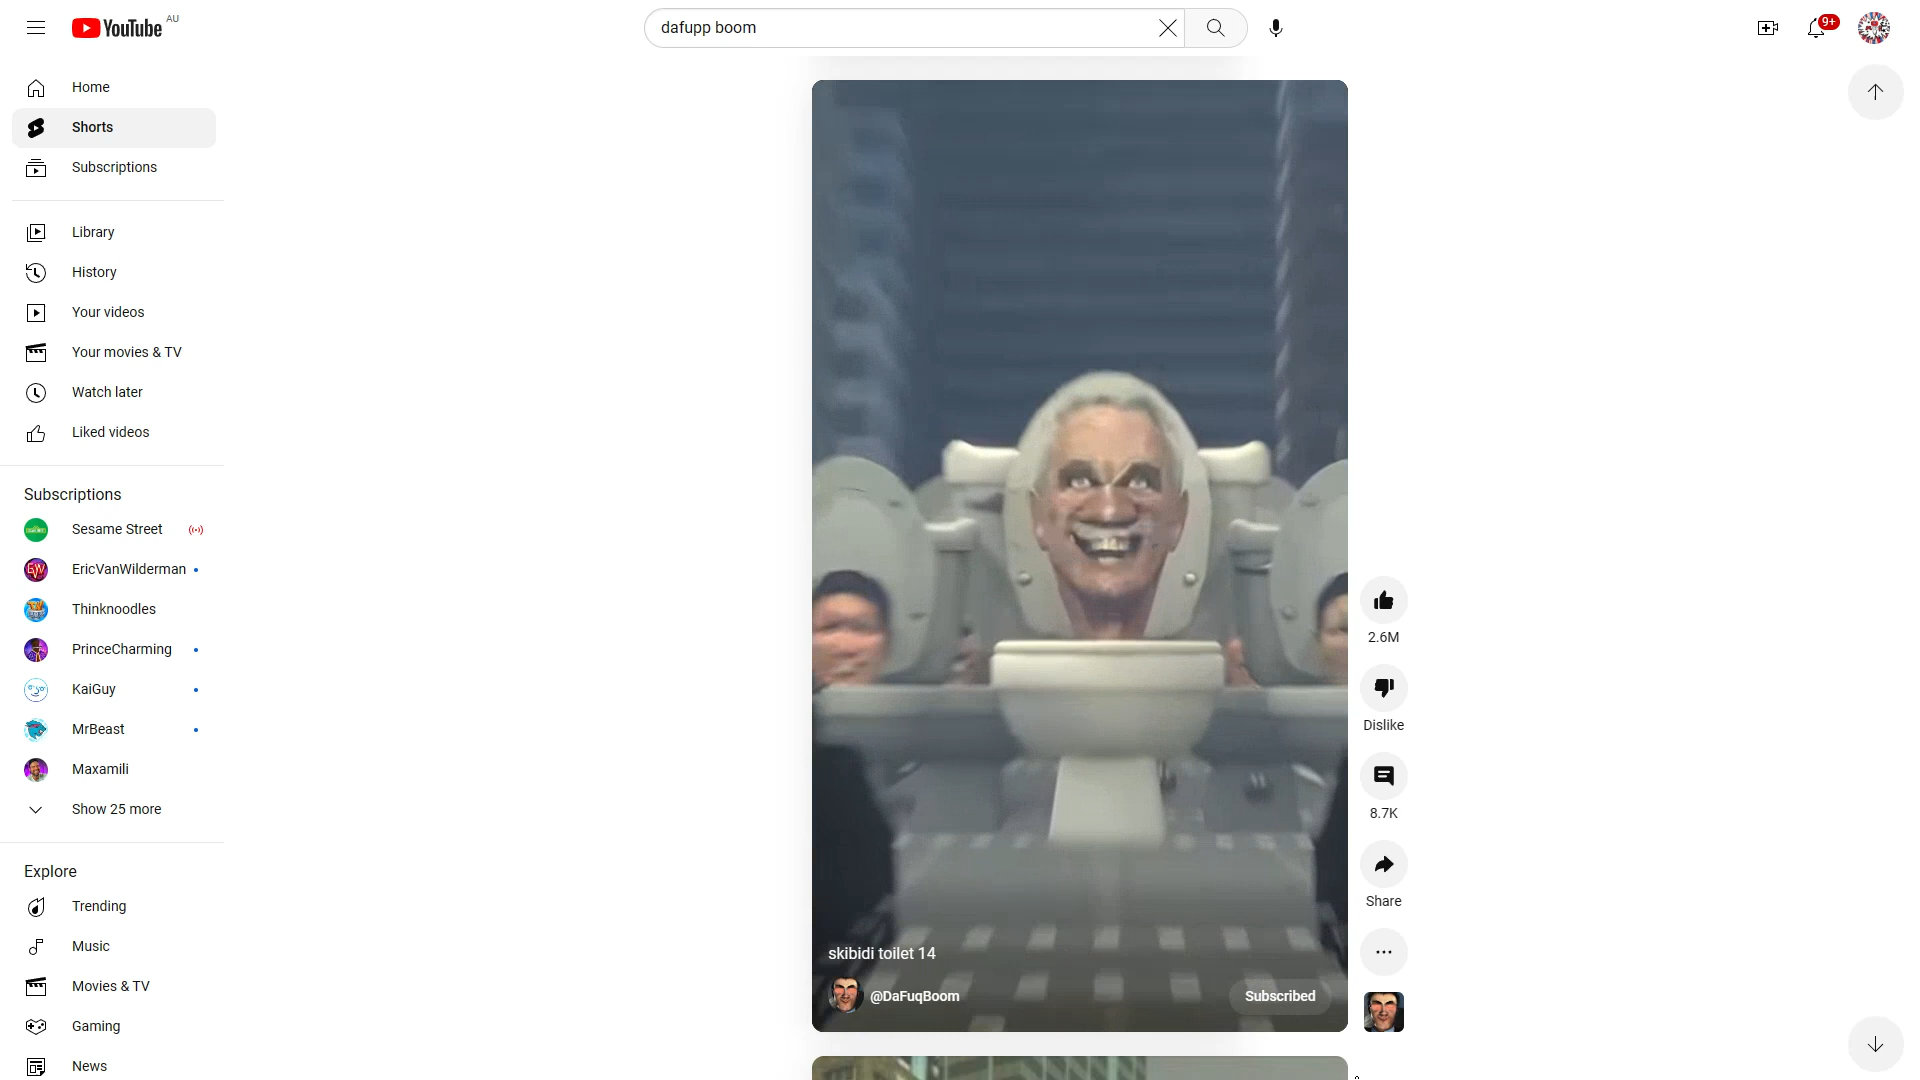 YouTube AU
dafupp boom
9+
Home
Shorts
Subscriptions
Library
History
Your videos
Your movies & TV
Watch later
Liked videos
Subscriptions
Sesame Street
EricVanWilderman
Thinknoodles
PrinceCharming
KaiGuy
MrBeast
Maxamili
Show 25 more
Explore
Trending
Music
Movies & TV
Gaming
News
2.6M
Dislike
8.7K
Share
skibidi toilet 14
@DaFuqBoom
Subscribed